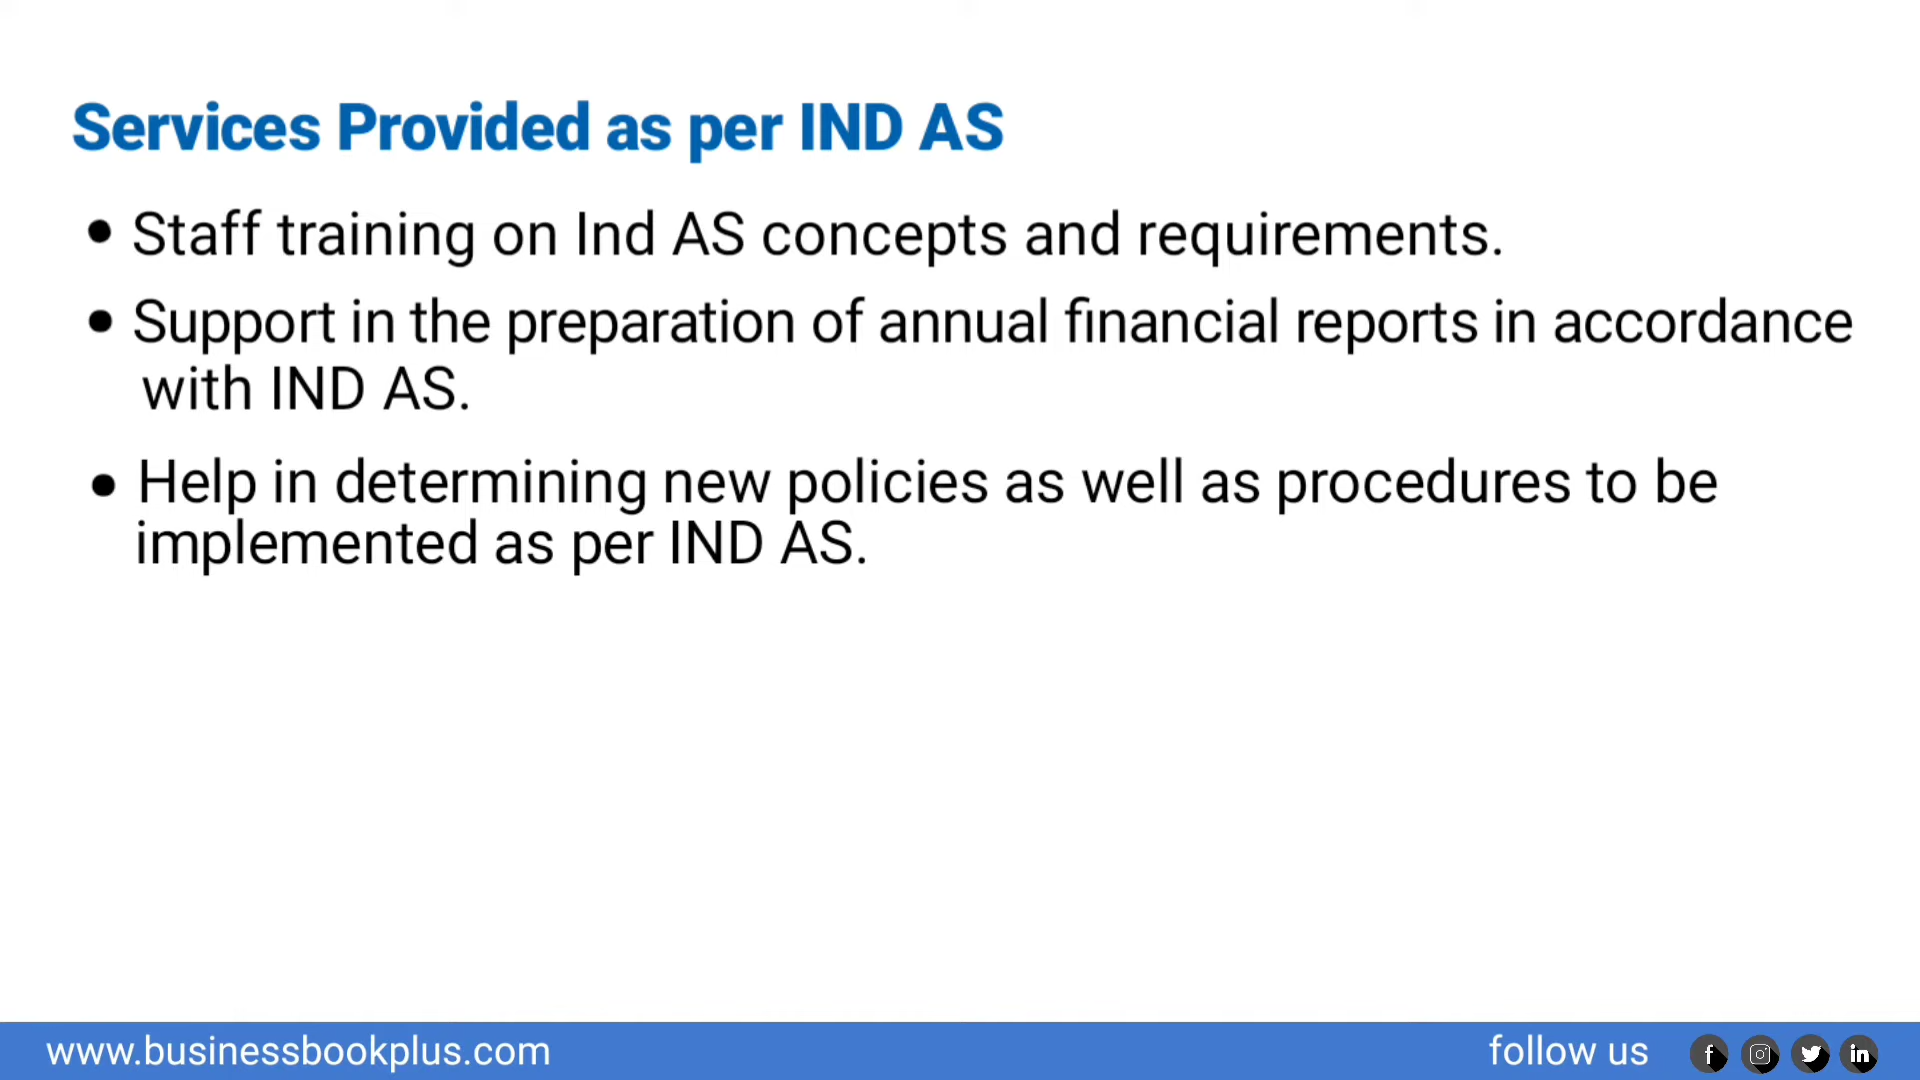 Services Provided as per IND AS
• Staff training on Ind AS concepts and requirements.
• Support in the preparation of annual financial reports in accordance
with IND AS.
• Help in determining new policies as well as procedures to be
implemented as per IND AS.
www.businessbookplus.com
follow us